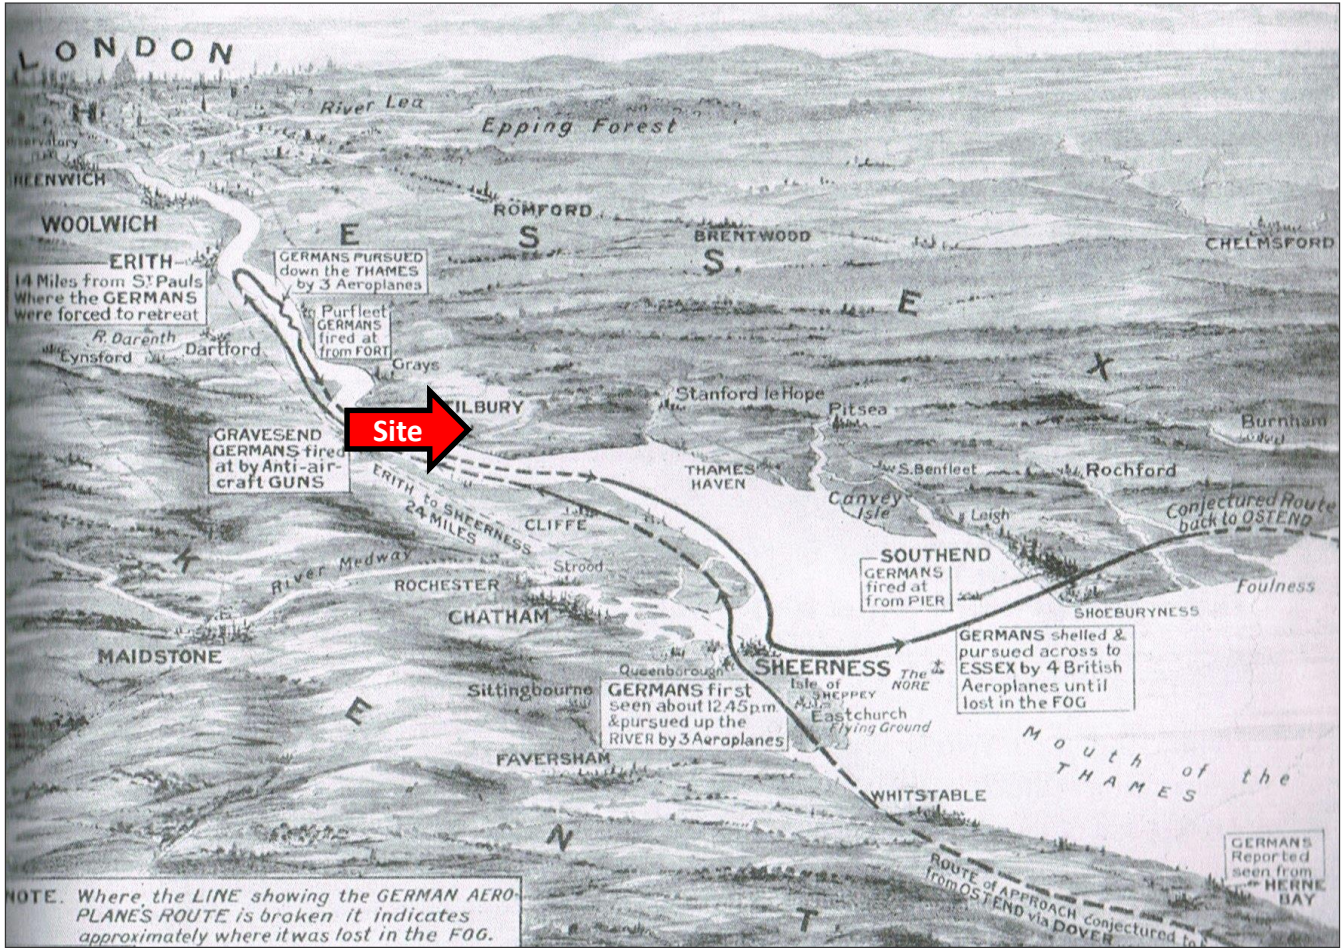 LONDON
River Lea
Epping Forest
servatory
REENWICH
WOOLWICH
ROMFORD
BRENTWOOD
CHELMSFORD
ESSEX
ERITH
14 Miles from St Pauls
Where the GERMANS
were forced to retreat
GERMANS PURSUED
down the THAMES
by 3 Aeroplanes
Purfleet
GERMANS
fired at
from FORT
R. Darenth
Eynsford
Dartford
Grays
TILBURY
Site
Stanford le Hope
Pitsea
Burnham
GRAVESEND
GERMANS fired
at by Anti-air-
craft GUNS
ERITH to SHEERNESS
24 MILES
THAMES
HAVEN
S. Benfleet
Rochford
Canvey
Isle
Leigh
Conjectured Route
back to OSTEND
CLIFFE
SOUTHEND
GERMANS
fired at
from PIER
Foulness
SHOEBURYNESS
KENT
River Medway
Strood
ROCHESTER
CHATHAM
MAIDSTONE
Queenborough
SHEERNESS
The
NORE
GERMANS shelled &
pursued across to
ESSEX by 4 British
Aeroplanes until
lost in the FOG
Sittingbourne
GERMANS first
seen about 12.45 p.m
& pursued up the
RIVER by 3 Aeroplanes
Isle of
SHEPPEY
Eastchurch
Flying Ground
FAVERSHAM
Mouth of the
THAMES
WHITSTABLE
GERMANS
Reported
seen from
HERNE
BAY
ROUTE of APPROACH conjectured to
from OSTEND via DOVER
NOTE. Where the LINE showing the GERMAN AERO-
PLANES ROUTE is broken it indicates
approximately where it was lost in the FOG.